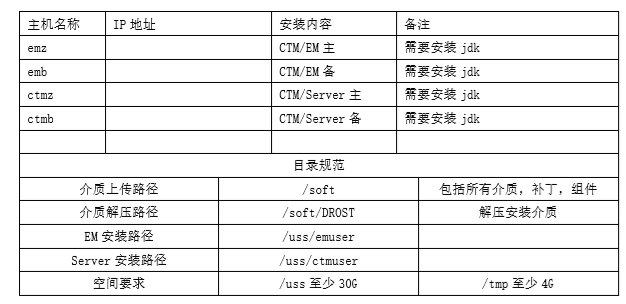 主机名称 IP 地址 安装内容 备注
emz CTM/EM 主 需要安装 jdk
emb CTM/EM 备 需要安装 jdk
ctmz CTM/Server 主 需要安装 jdk
ctmb CTM/Server 备 需要安装 jdk
目录规范
介质上传路径 /soft 包括所有介质，补丁，组件
介质解压路径 /soft/DROST 解压安装介质
EM 安装路径 /uss/emuser
Server 安装路径 /uss/ctmuser
空间要求 /uss 至少 30G /tmp 至少 4G